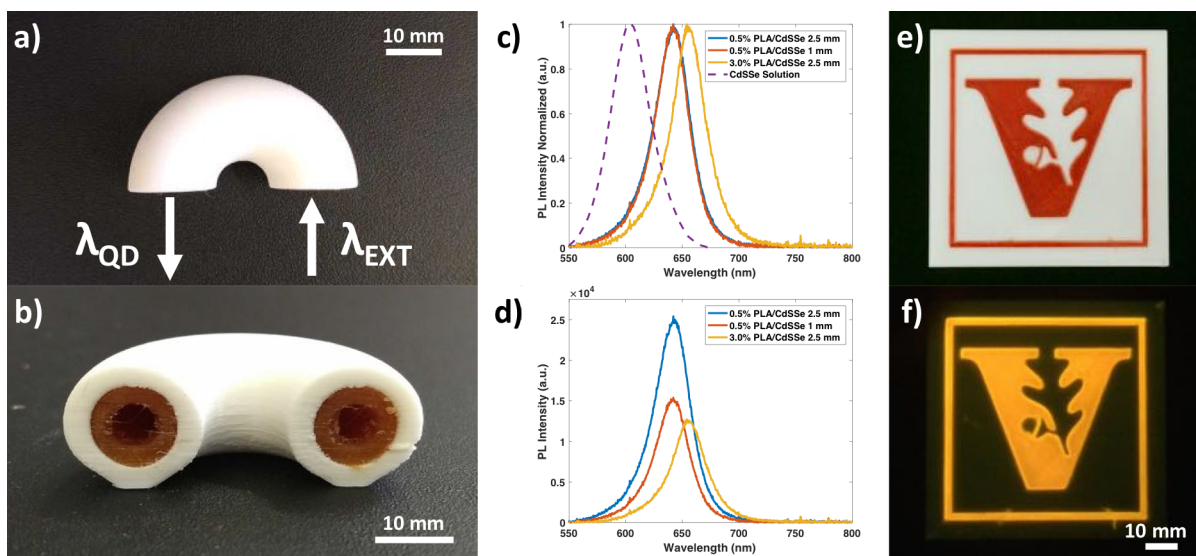 a)
10 mm
λQD
λEXT
b)
10 mm
c)
0.5% PLA/CdSSe 2.5 mm
0.5% PLA/CdSSe 1 mm
3.0% PLA/CdSSe 2.5 mm
CdSSe Solution
PL Intensity Normalized (a.u.)
1
0.8
0.6
0.4
0.2
0
550 600 650 700 750 800
Wavelength (nm)
d)
×10⁴
0.5% PLA/CdSSe 2.5 mm
0.5% PLA/CdSSe 1 mm
3.0% PLA/CdSSe 2.5 mm
PL Intensity (a.u.)
2.5
2
1.5
1
0.5
0
550 600 650 700 750 800
Wavelength (nm)
e)
V
f)
V
10 mm